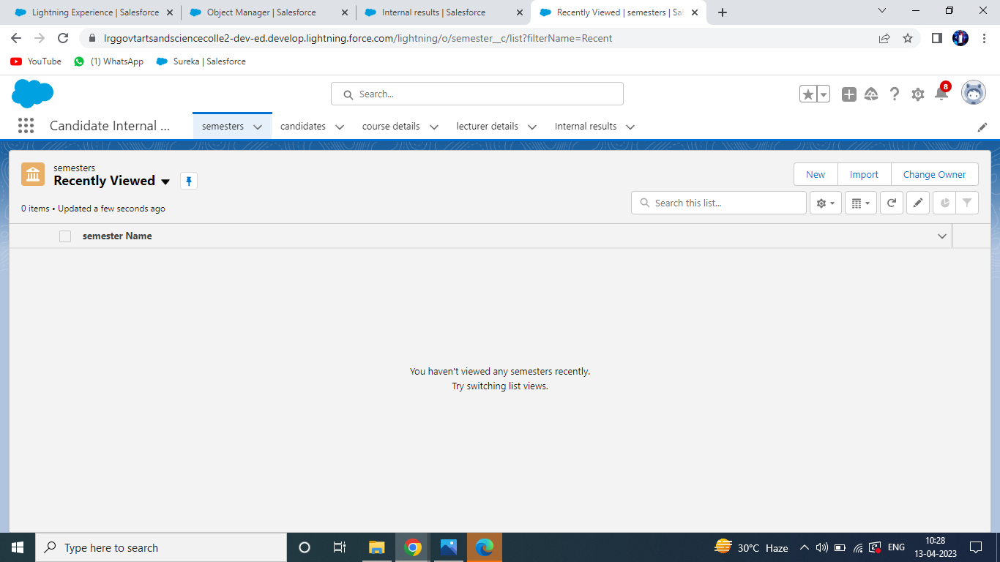 Lightning Experience | Salesforce
Object Manager | Salesforce
Internal results | Salesforce
Recently Viewed | semesters | Sal
lrggovtartsandsciencecolle2-dev-ed.develop.lightning.force.com/lightning/o/semester__c/list?filterName=Recent
YouTube
(1) WhatsApp
Sureka | Salesforce
Search...
8
Candidate Internal ...
semesters
candidates
course details
lecturer details
Internal results
semesters
Recently Viewed
New
Import
Change Owner
0 items • Updated a few seconds ago
Search this list...
semester Name
You haven't viewed any semesters recently.
Try switching list views.
Type here to search
30°C Haze
ENG
10:28
13-04-2023